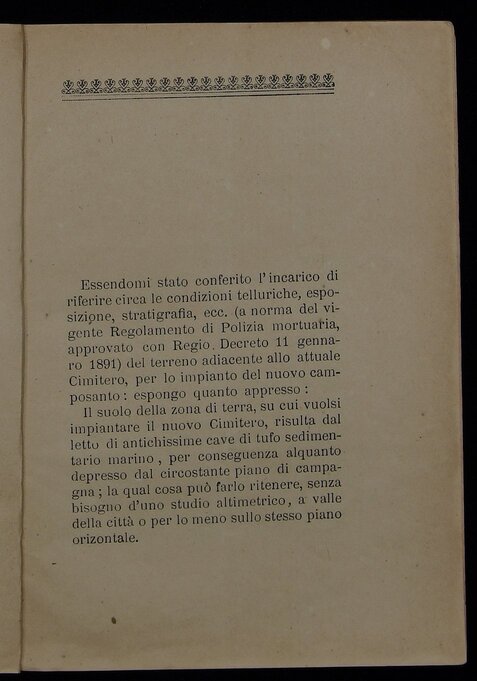 Essendomi stato conferito l'incarico di
riferire circa le condizioni telluriche, espo-
sizione, stratigrafia, ecc. (a norma del vi-
gente Regolamento di Polizia mortuaria,
approvato con Regio Decreto 11 genna-
ro 1891) del terreno adiacente allo attuale
Cimitero, per lo impianto del nuovo cam-
posanto: espongo quanto appresso:
Il suolo della zona di terra, su cui vuolsi
impiantare il nuovo Cimitero, risulta dal
letto di antichissime cave di tufo sedimen-
tario marino, per conseguenza alquanto
depresso dal circostante piano di campa-
gna; la qual cosa può farlo ritenere, senza
bisogno d'uno studio altimetrico, a valle
della città o per lo meno sullo stesso piano
orizontale.